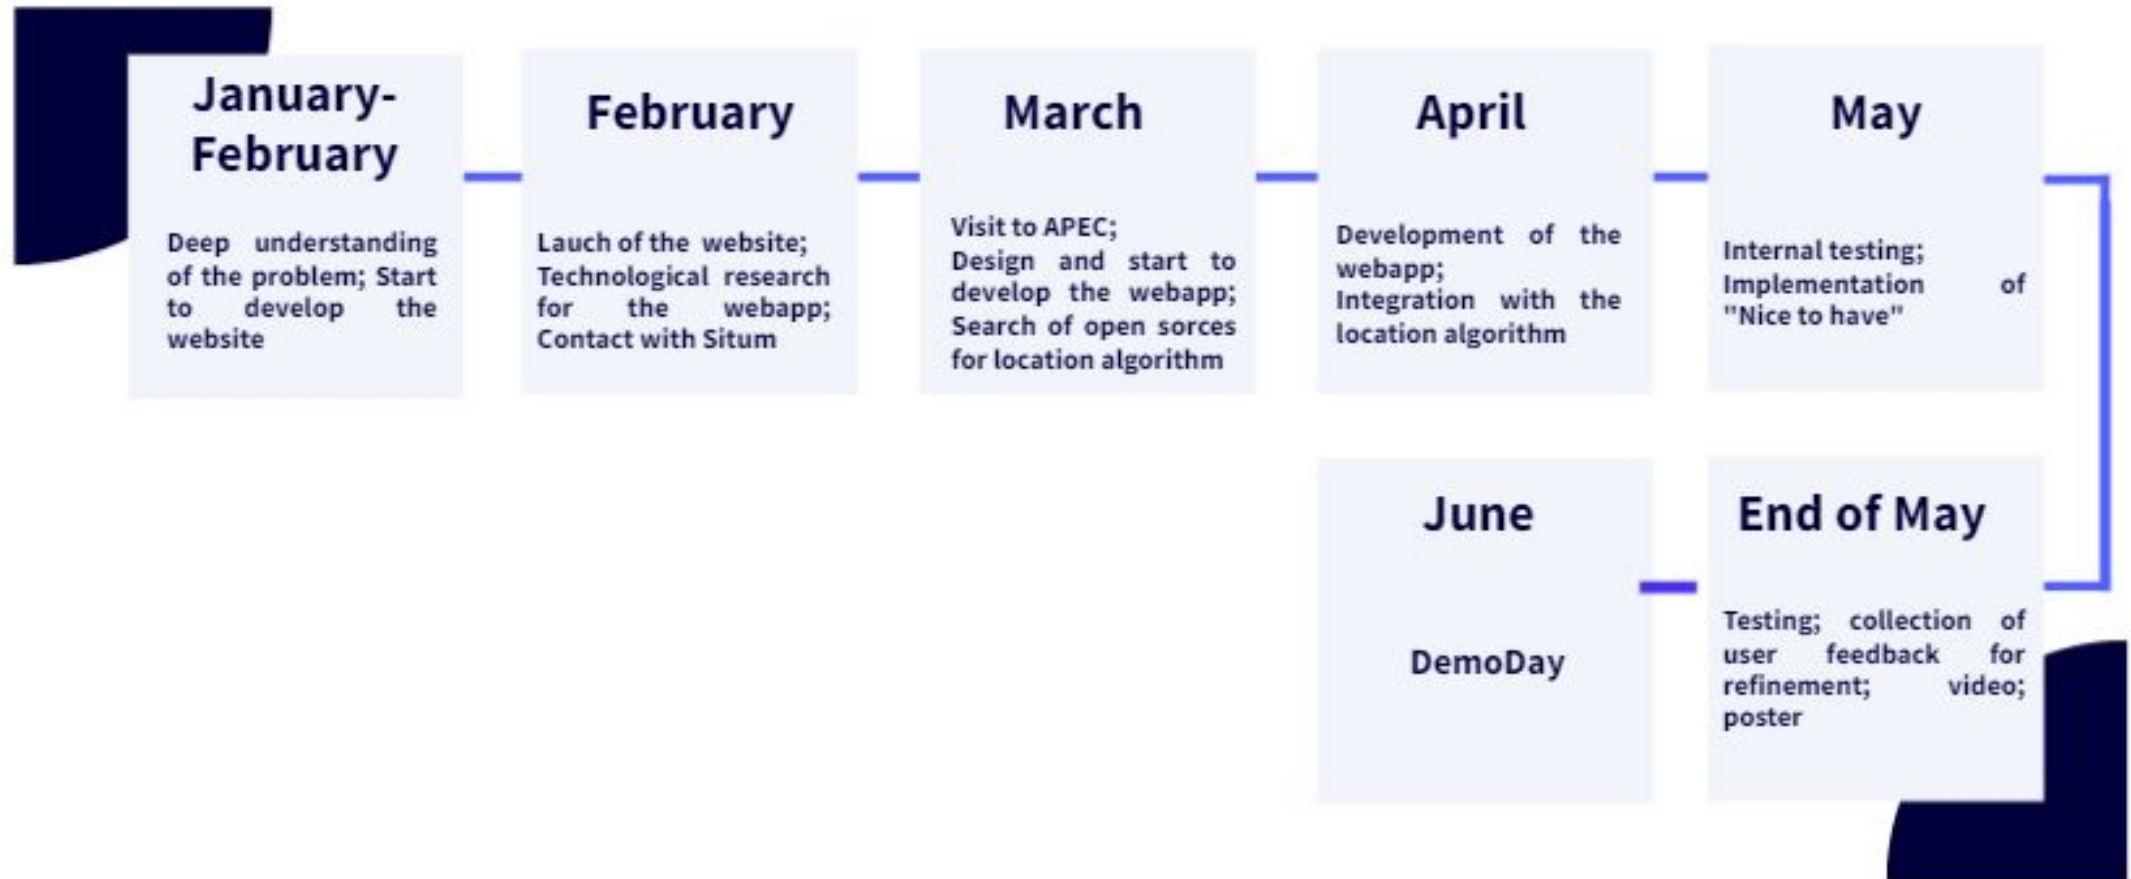 January-
February
Deep understanding
of the problem; Start
to develop the
website
February
Lauch of the website;
Technological research
for the webapp;
Contact with Situm
March
Visit to APEC;
Design and start to
develop the webapp;
Search of open sorces
for location algorithm
April
Development of the
webapp;
Integration with the
location algorithm
May
Internal testing;
Implementation of
"Nice to have"
End of May
Testing; collection of
user feedback for
refinement; video;
poster
June
DemoDay